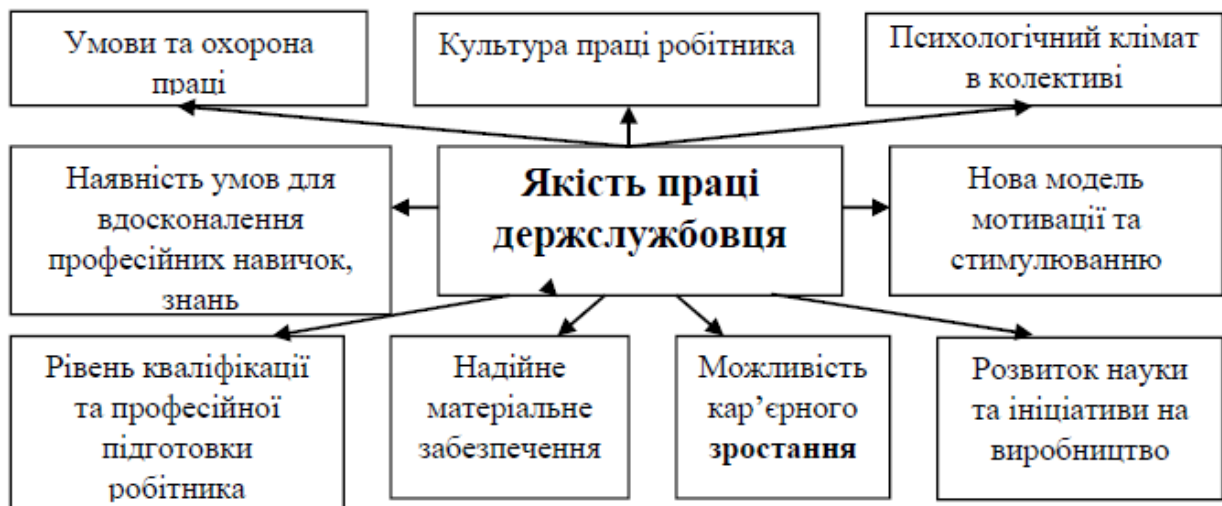 Умови та охорона
праці
Культура праці робітника
Психологічний клімат
в колективі
Наявність умов для
вдосконалення
професійних навичок,
знань
Якість праці
держслужбовця
Нова модель
мотивації та
стимулюванню
Рівень кваліфікації
та професійної
підготовки
робітника
Надійне
матеріальне
забезпечення
Можливість
кар’єрного
зростання
Розвиток науки
та ініціативи на
виробництво